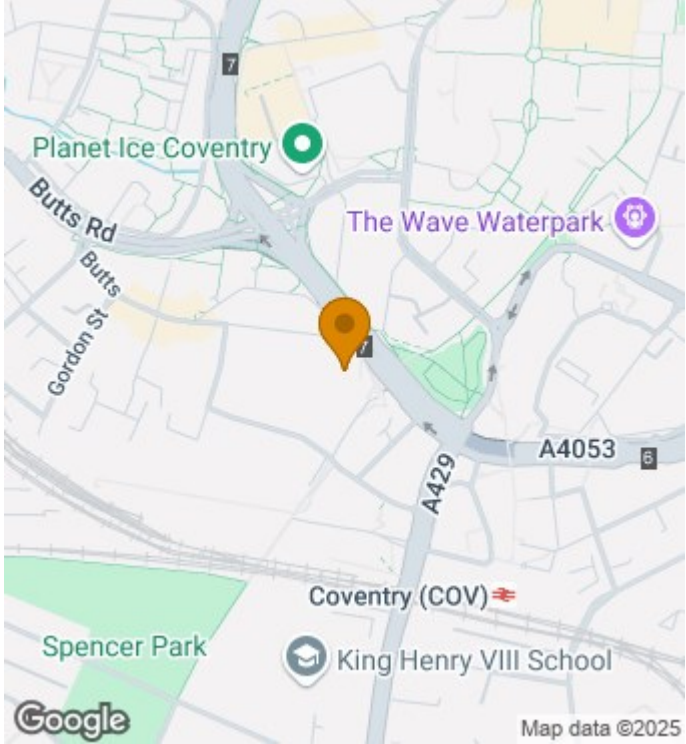 7
Planet Ice Coventry
Butts Rd
The Wave Waterpark
Butts
Gordon St
7
A4053
6
A429
Coventry (COV)
Spencer Park
King Henry VIII School
Google
Map data ©2025